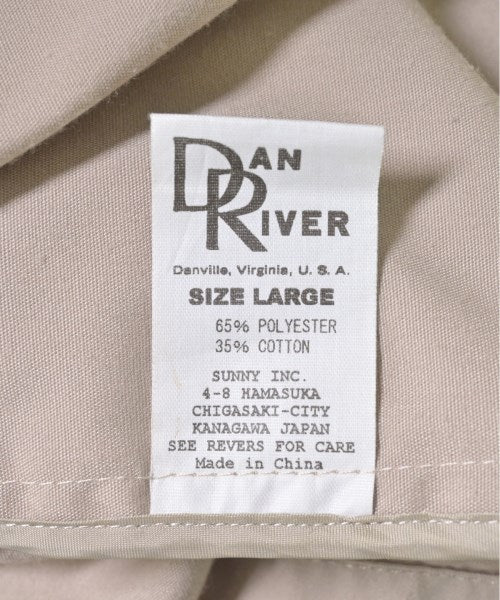 DAN
RIVER
Danville, Virginia, U. S. A.
SIZE LARGE
65% POLYESTER
35% COTTON
SUNNY INC.
4-8 HAMASUKA
CHIGASAKI-CITY
KANAGAWA JAPAN
SEE REVERS FOR CARE
Made in China